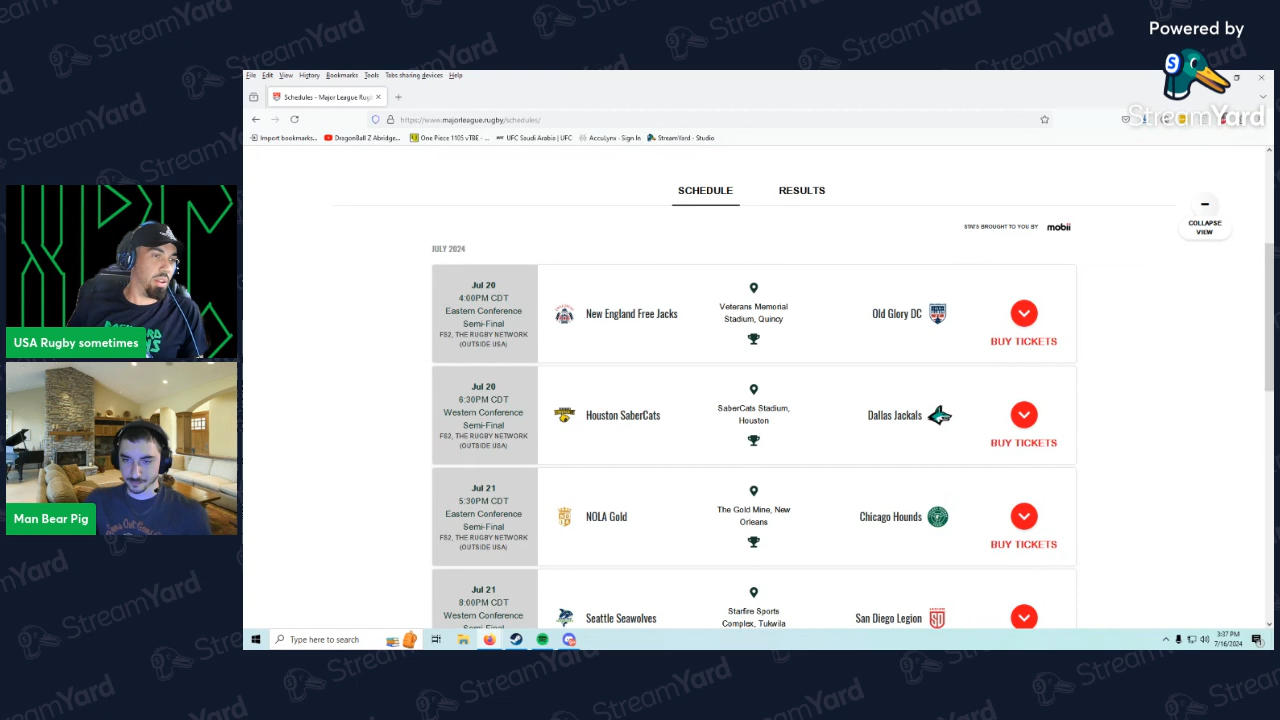 Powered by
StreamYard
File Edit View History Bookmarks Tools Tabs sharing devices Help
Schedules - Major League Rug
https://www.majorleague.rugby/schedules/
Import bookmarks... DragonBall Z Abridge... One Piece 1105 vTBE - ... UFC Saudi Arabia | UFC AccuLynx - Sign In StreamYard - Studio
SCHEDULE RESULTS
COLLAPSE
VIEW
STATS BROUGHT TO YOU BY mobii
JULY 2024
Jul 20
4:00PM CDT
Eastern Conference
Semi-Final
FS2, THE RUGBY NETWORK
(OUTSIDE USA)
New England Free Jacks
Veterans Memorial
Stadium, Quincy
Old Glory DC
BUY TICKETS
Jul 20
6:30PM CDT
Western Conference
Semi-Final
FS2, THE RUGBY NETWORK
(OUTSIDE USA)
Houston SaberCats
SaberCats Stadium,
Houston
Dallas Jackals
BUY TICKETS
Jul 21
5:30PM CDT
Eastern Conference
Semi-Final
FS2, THE RUGBY NETWORK
(OUTSIDE USA)
NOLA Gold
The Gold Mine, New
Orleans
Chicago Hounds
BUY TICKETS
Jul 21
8:00PM CDT
Western Conference
Semi-Final
Seattle Seawolves
Starfire Sports
Complex, Tukwila
San Diego Legion
USA Rugby sometimes
Man Bear Pig
Type here to search
3:37 PM
7/16/2024